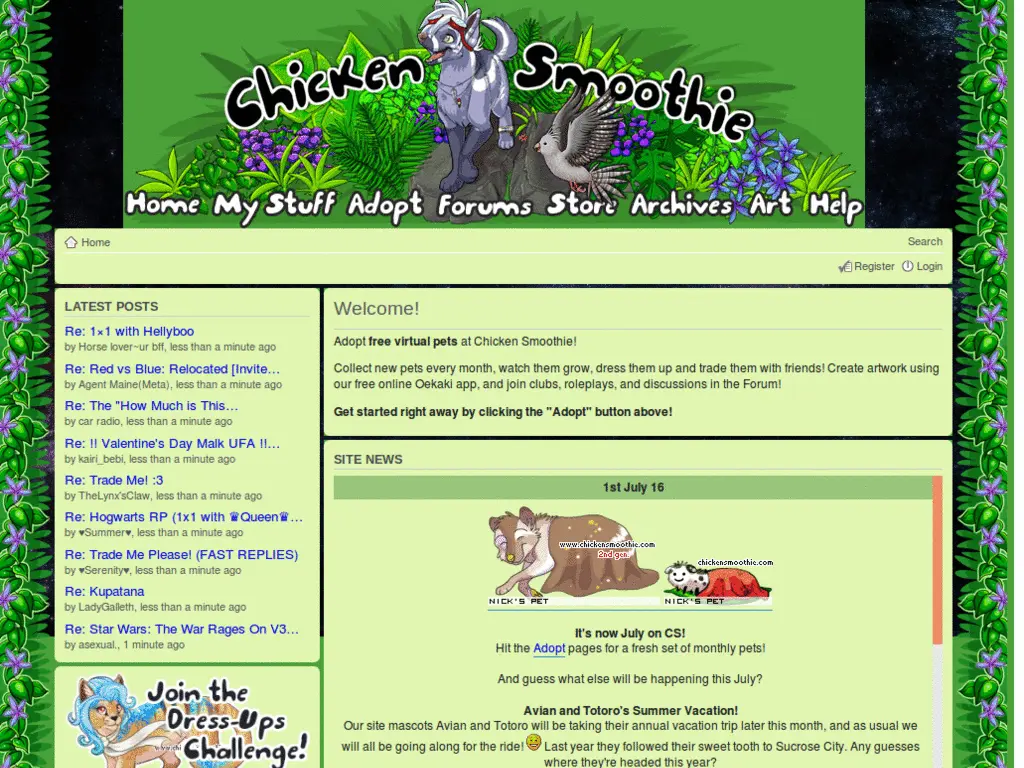 Chicken Smoothie
Home My Stuff Adopt Forums Store Archives Art Help
Home
Search
Register Login
LATEST POSTS
Re: 1×1 with Hellyboo
by Horse lover~ur bff, less than a minute ago
Re: Red vs Blue: Relocated [Invite…
by Agent Maine(Meta), less than a minute ago
Re: The "How Much is This…
by car radio, less than a minute ago
Re: !! Valentine's Day Malk UFA !!…
by kairi_bebi, less than a minute ago
Re: Trade Me! :3
by TheLynx'sClaw, less than a minute ago
Re: Hogwarts RP (1x1 with ♛Queen♛…
by ♥Summer♥, less than a minute ago
Re: Trade Me Please! (FAST REPLIES)
by ♥Serenity♥, less than a minute ago
Re: Kupatana
by LadyGalleth, less than a minute ago
Re: Star Wars: The War Rages On V3…
by asexual., 1 minute ago
Join the
Dress-Ups
Challenge!
Welcome!
Adopt free virtual pets at Chicken Smoothie!
Collect new pets every month, watch them grow, dress them up and trade them with friends! Create artwork using
our free online Oekaki app, and join clubs, roleplays, and discussions in the Forum!
Get started right away by clicking the "Adopt" button above!
SITE NEWS
1st July 16
www.chickensmoothie.com
2nd gen.
NICK'S PET
chickensmoothie.com
NICK'S PET
It's now July on CS!
Hit the Adopt pages for a fresh set of monthly pets!
And guess what else will be happening this July?
Avian and Totoro's Summer Vacation!
Our site mascots Avian and Totoro will be taking their annual vacation trip later this month, and as usual we
will all be going along for the ride! Last year they followed their sweet tooth to Sucrose City. Any guesses
where they're headed this year?